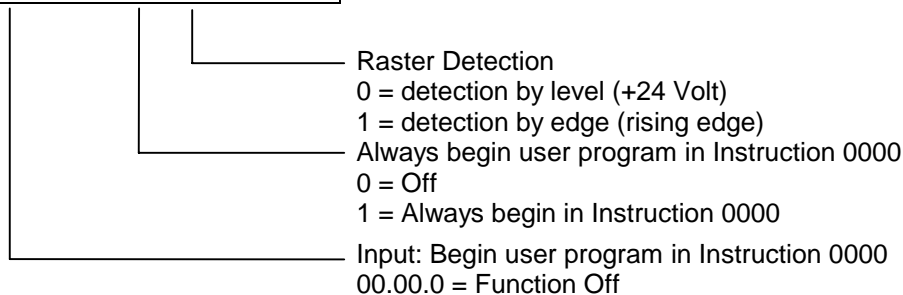 Raster Detection
0 = detection by level (+24 Volt)
1 = detection by edge (rising edge)
Always begin user program in Instruction 0000
0 = Off
1 = Always begin in Instruction 0000
Input: Begin user program in Instruction 0000
00.00.0 = Function Off